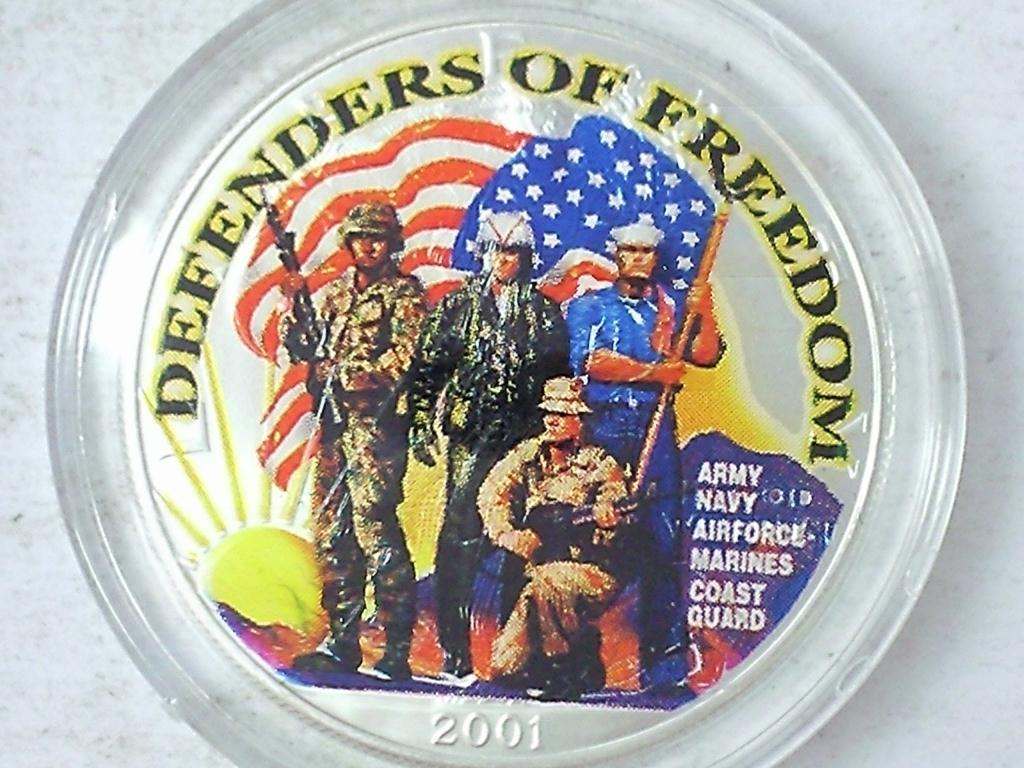 DEFENDERS OF FREEDOM
ARMY
NAVY
AIRFORCE
MARINES
COAST
GUARD
2001